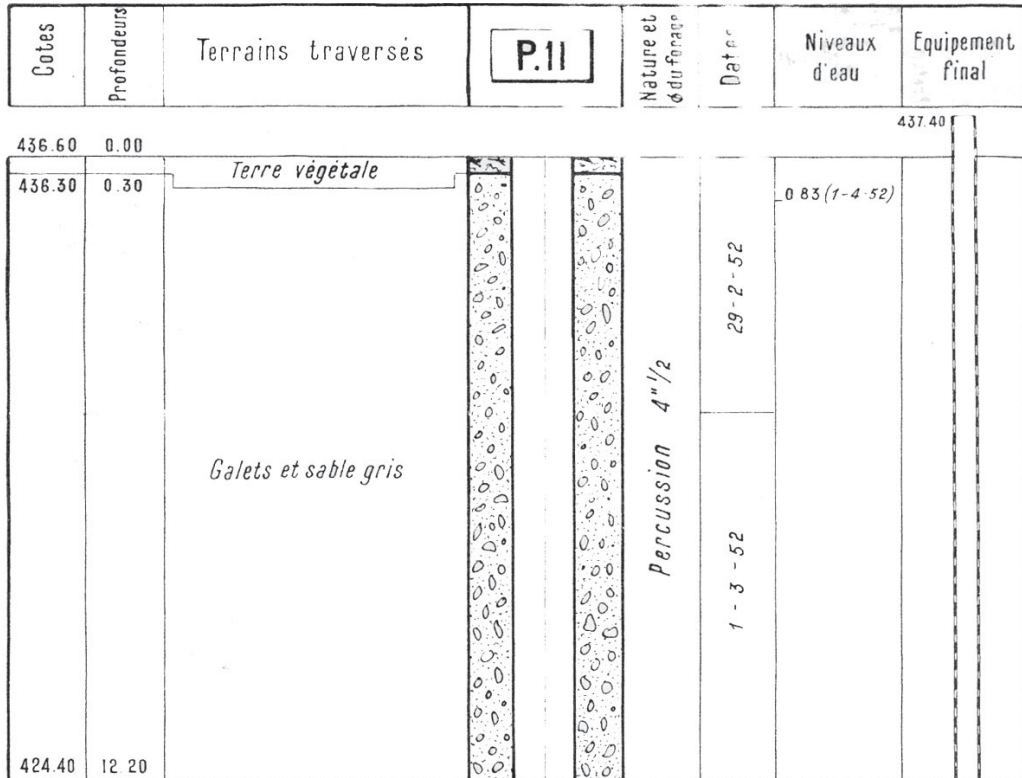 Cotes
Profondeurs
Terrains traversés
P.11
Nature et
ø du forage
Dates
Niveaux
d'eau
Equipement
final
437.40
436.60 0.00
Terre végétale
436.30 0.30
0 83 (1-4-52)
29-2-52
Percussion 4"1/2
Galets et sable gris
1-3-52
424.40 12.20